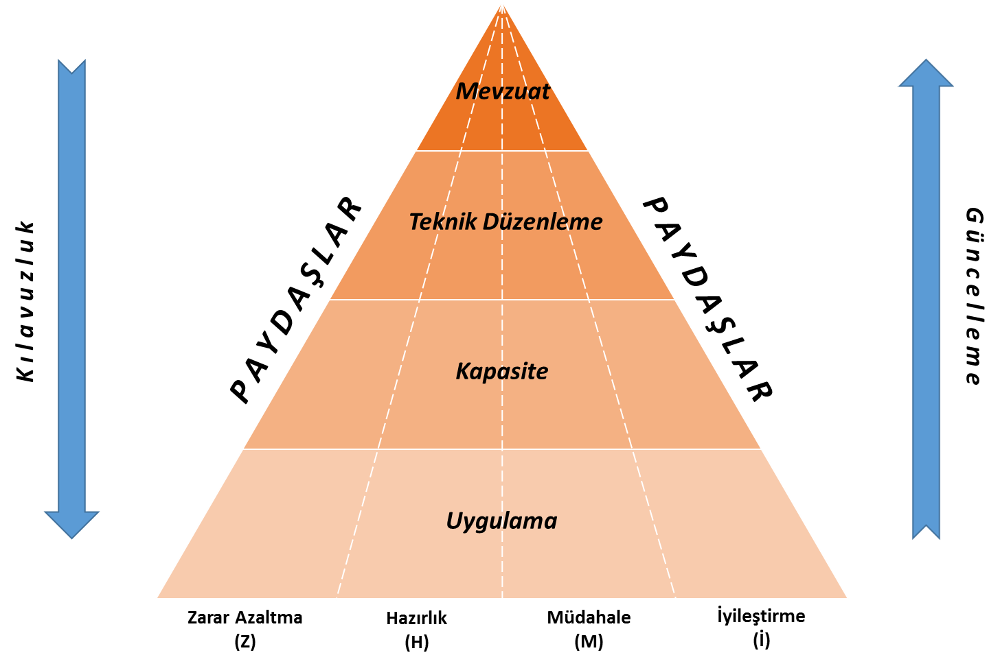 Mevzuat
Teknik Düzenleme
Kapasite
Uygulama
PAYDAŞLAR
PAYDAŞLAR
Kılavuzluk
Güncelleme
Zarar Azaltma
(Z)
Hazırlık
(H)
Müdahale
(M)
İyileştirme
(İ)